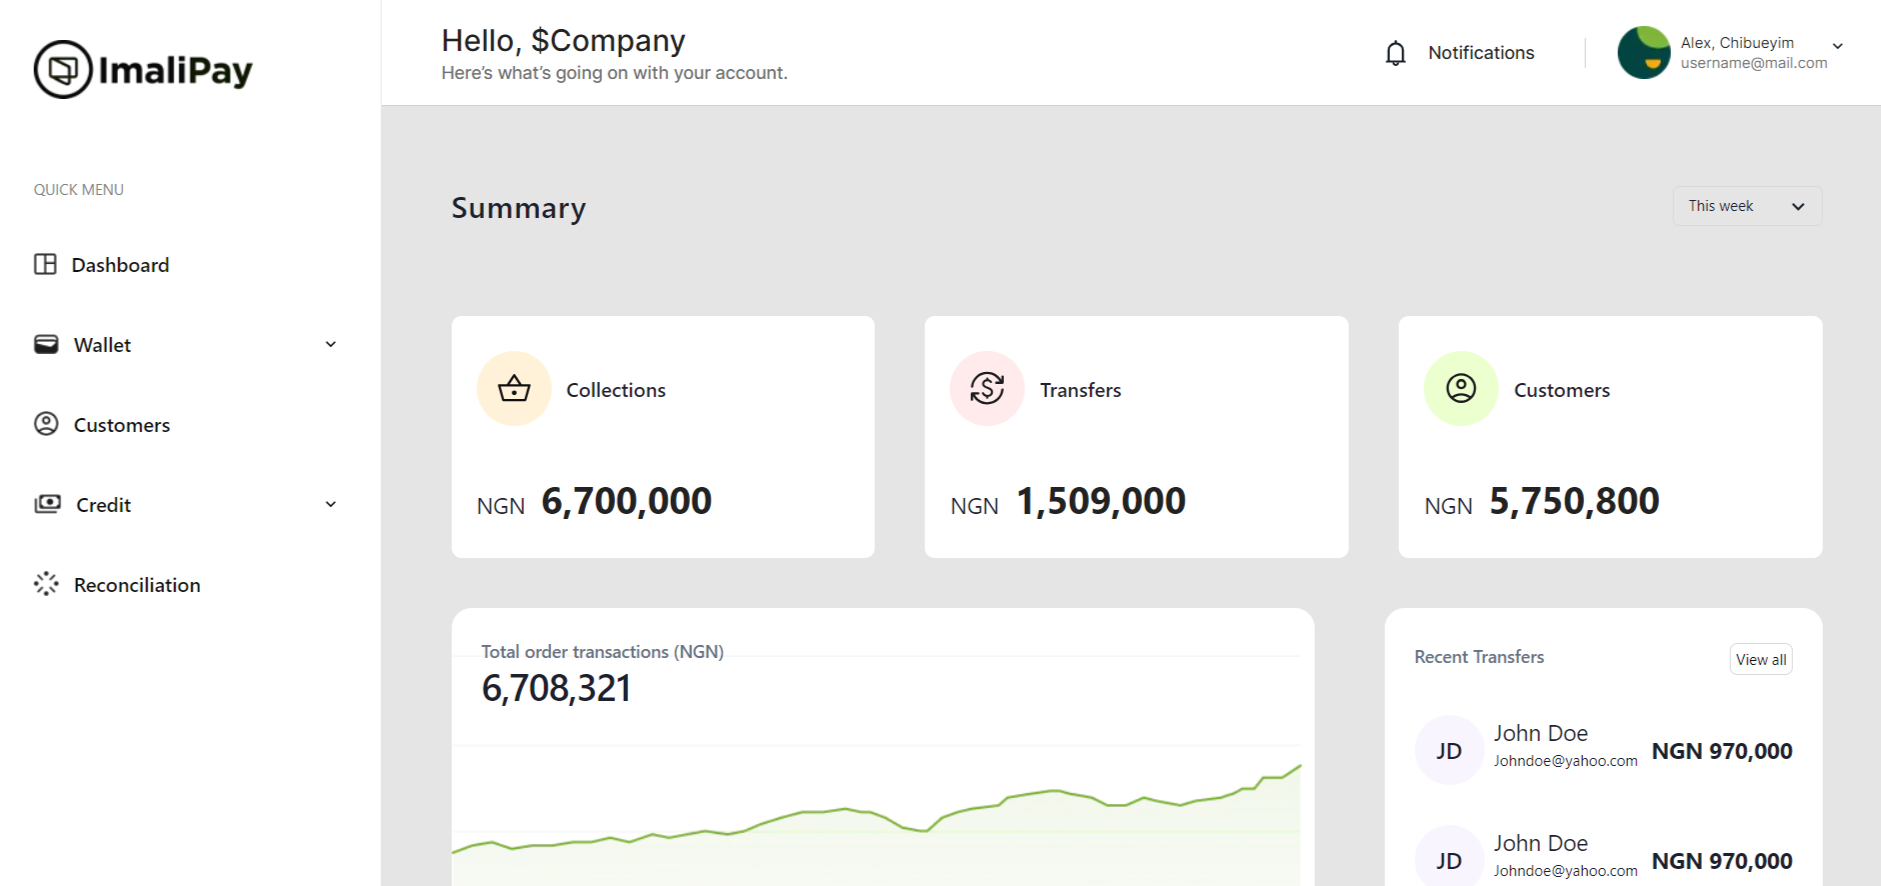 ImaliPay
QUICK MENU
Dashboard
Wallet
Customers
Credit
Reconciliation
Hello, $Company
Here's what's going on with your account.
Notifications
Alex, Chibueyim
username@mail.com
Summary
This week
Collections
NGN 6,700,000
Transfers
NGN 1,509,000
Customers
NGN 5,750,800
Total order transactions (NGN)
6,708,321
Recent Transfers
View all
JD
John Doe
Johndoe@yahoo.com
NGN 970,000
JD
John Doe
Johndoe@yahoo.com
NGN 970,000